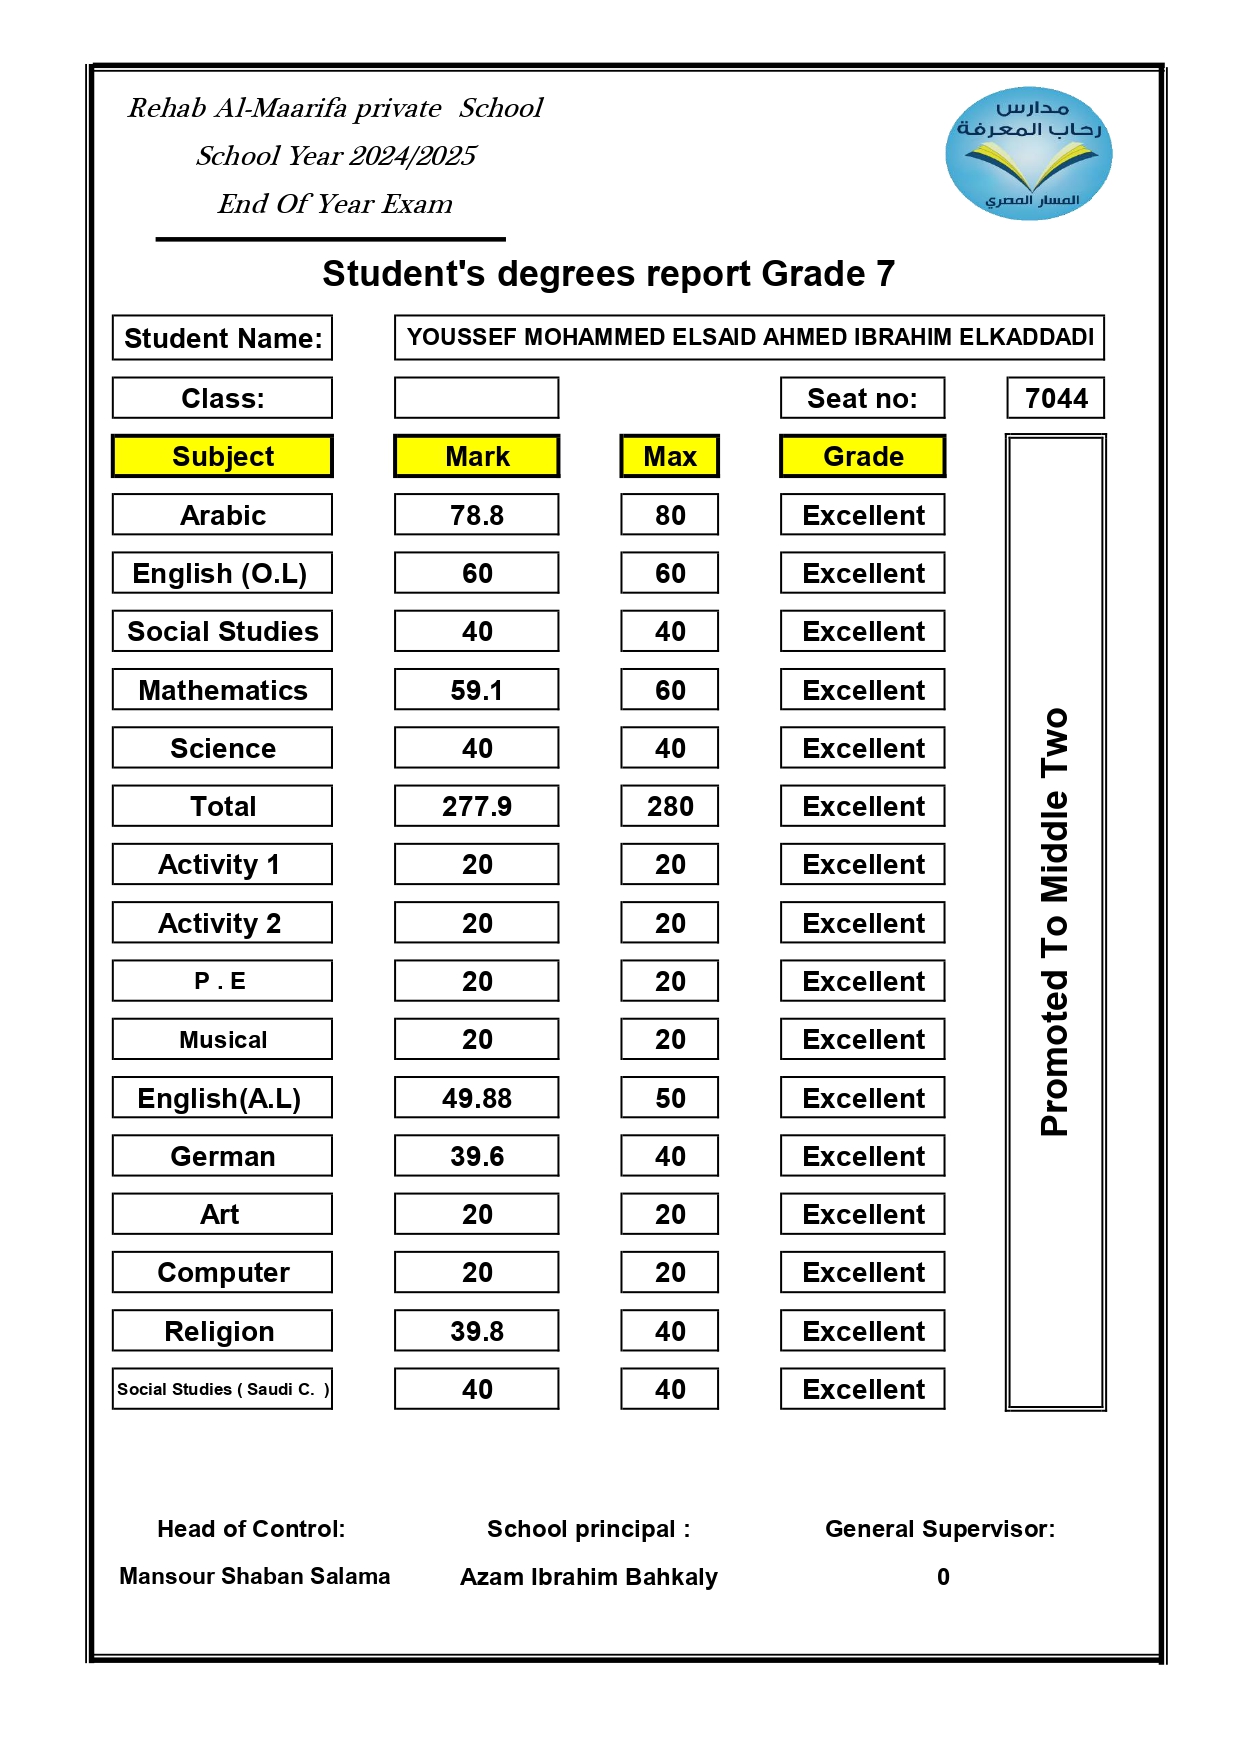 Rehab Al-Maarifa private School
School Year 2024/2025
End Of Year Exam
مدارس
رحاب المعرفة
المسار المصري
Student's degrees report Grade 7
Student Name: YOUSSEF MOHAMMED ELSAID AHMED IBRAHIM ELKADDADI
Class: Seat no: 7044
Subject Mark Max Grade
Arabic 78.8 80 Excellent
English (O.L) 60 60 Excellent
Social Studies 40 40 Excellent
Mathematics 59.1 60 Excellent
Science 40 40 Excellent
Total 277.9 280 Excellent
Activity 1 20 20 Excellent
Activity 2 20 20 Excellent
P . E 20 20 Excellent
Musical 20 20 Excellent
English(A.L) 49.88 50 Excellent
German 39.6 40 Excellent
Art 20 20 Excellent
Computer 20 20 Excellent
Religion 39.8 40 Excellent
Social Studies ( Saudi C. ) 40 40 Excellent
Promoted To Middle Two
Head of Control: School principal : General Supervisor:
Mansour Shaban Salama Azam Ibrahim Bahkaly 0